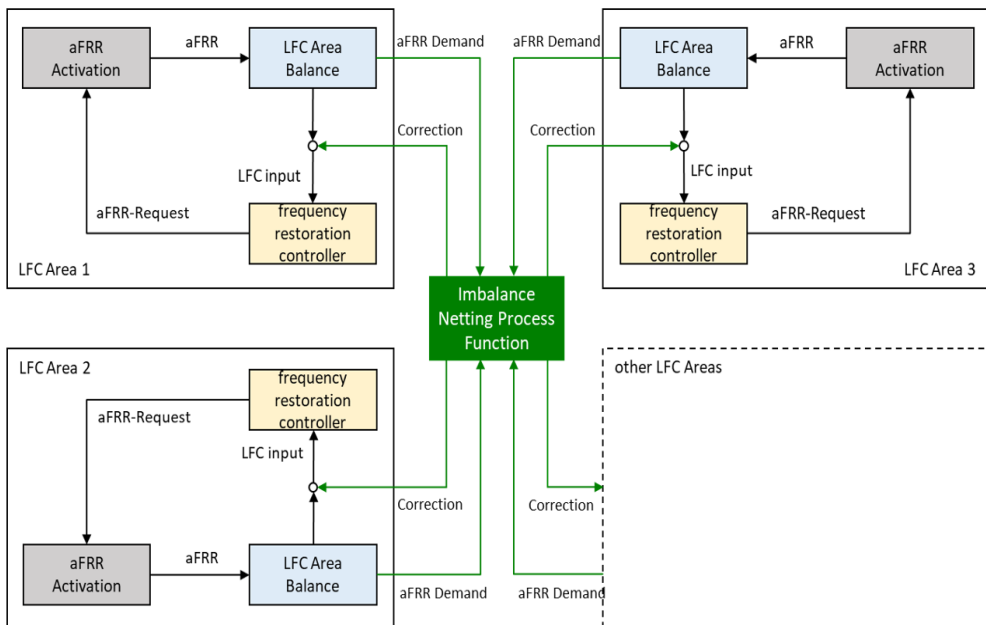 aFRR
Activation
aFRR
LFC Area
Balance
aFRR Demand
Correction
LFC input
aFRR-Request
frequency
restoration
controller
LFC Area 1
aFRR Demand
LFC Area
Balance
aFRR
aFRR
Activation
Correction
LFC input
frequency
restoration
controller
aFRR-Request
LFC Area 3
Imbalance
Netting Process
Function
LFC Area 2
frequency
restoration
controller
aFRR-Request
LFC input
Correction
aFRR
Activation
aFRR
LFC Area
Balance
aFRR Demand
other LFC Areas
Correction
aFRR Demand